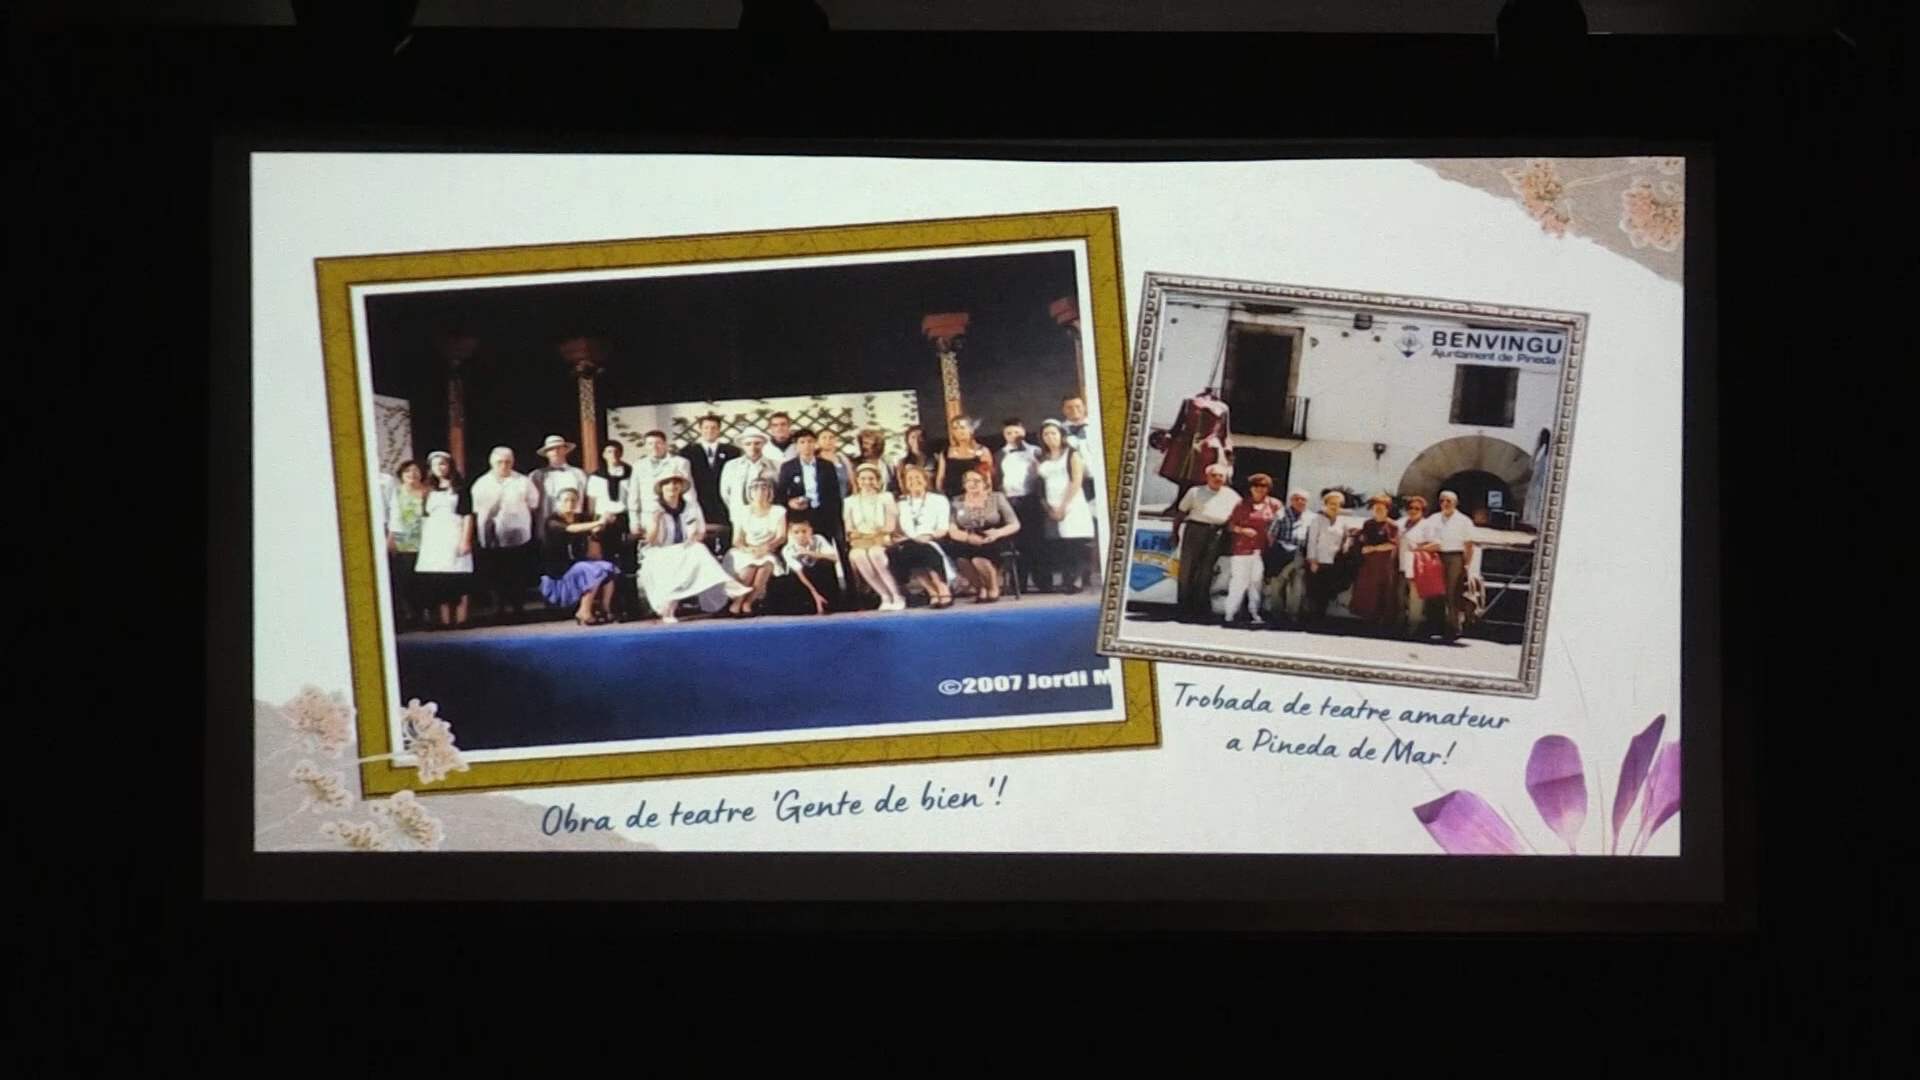 BENVINGU
Ajuntament de Pineda
©2007 Jordi M
Trobada de teatre amateur
a Pineda de Mar!
Obra de teatre 'Gente de bien'!